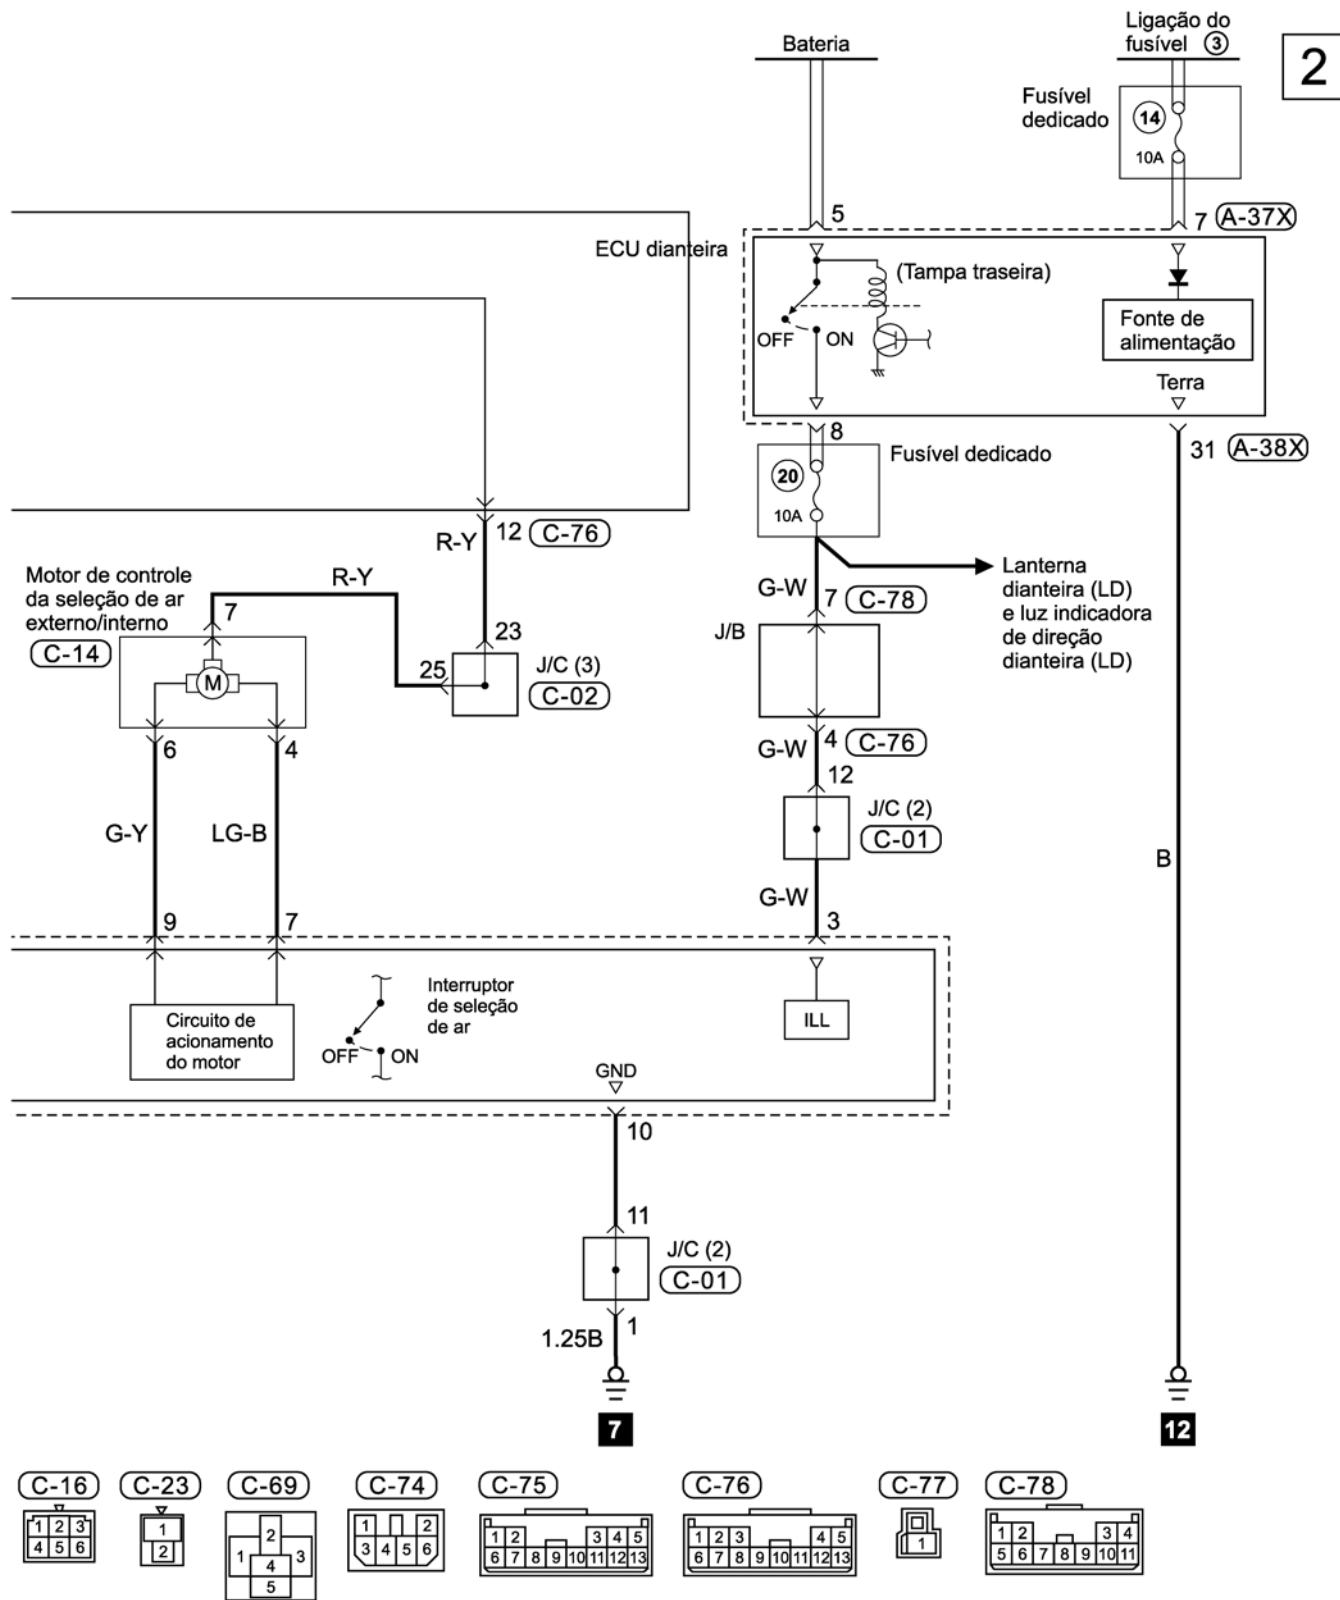 Ligação do
fusível ③
2
Bateria
Fusível
dedicado
14
10A
5
7
A-37X
ECU dianteira
(Tampa traseira)
OFF
ON
Fonte de
alimentação
Terra
8
Fusível dedicado
31
A-38X
20
10A
R-Y
12
C-76
Motor de controle
da seleção de ar
externo/interno
C-14
R-Y
7
M
23
25
J/C (3)
C-02
G-W
7
C-78
Lanterna
dianteira (LD)
e luz indicadora
de direção
dianteira (LD)
J/B
6
4
G-W
4
C-76
12
J/C (2)
C-01
G-Y
LG-B
B
G-W
9
7
3
Interruptor
de seleção
de ar
Circuito de
acionamento
do motor
OFF
ON
ILL
GND
10
11
J/C (2)
C-01
1.25B
1
7
12
C-16
C-23
C-69
C-74
C-75
C-76
C-77
C-78
1 2 3
4 5 6
1
2
2
1 3
4
5
1 2
3 4 5 6
1 2 3 4 5
6 7 8 9 10 11 12 13
1 2 3 4 5
6 7 8 9 10 11 12 13
1
1 2 3 4
5 6 7 8 9 10 11